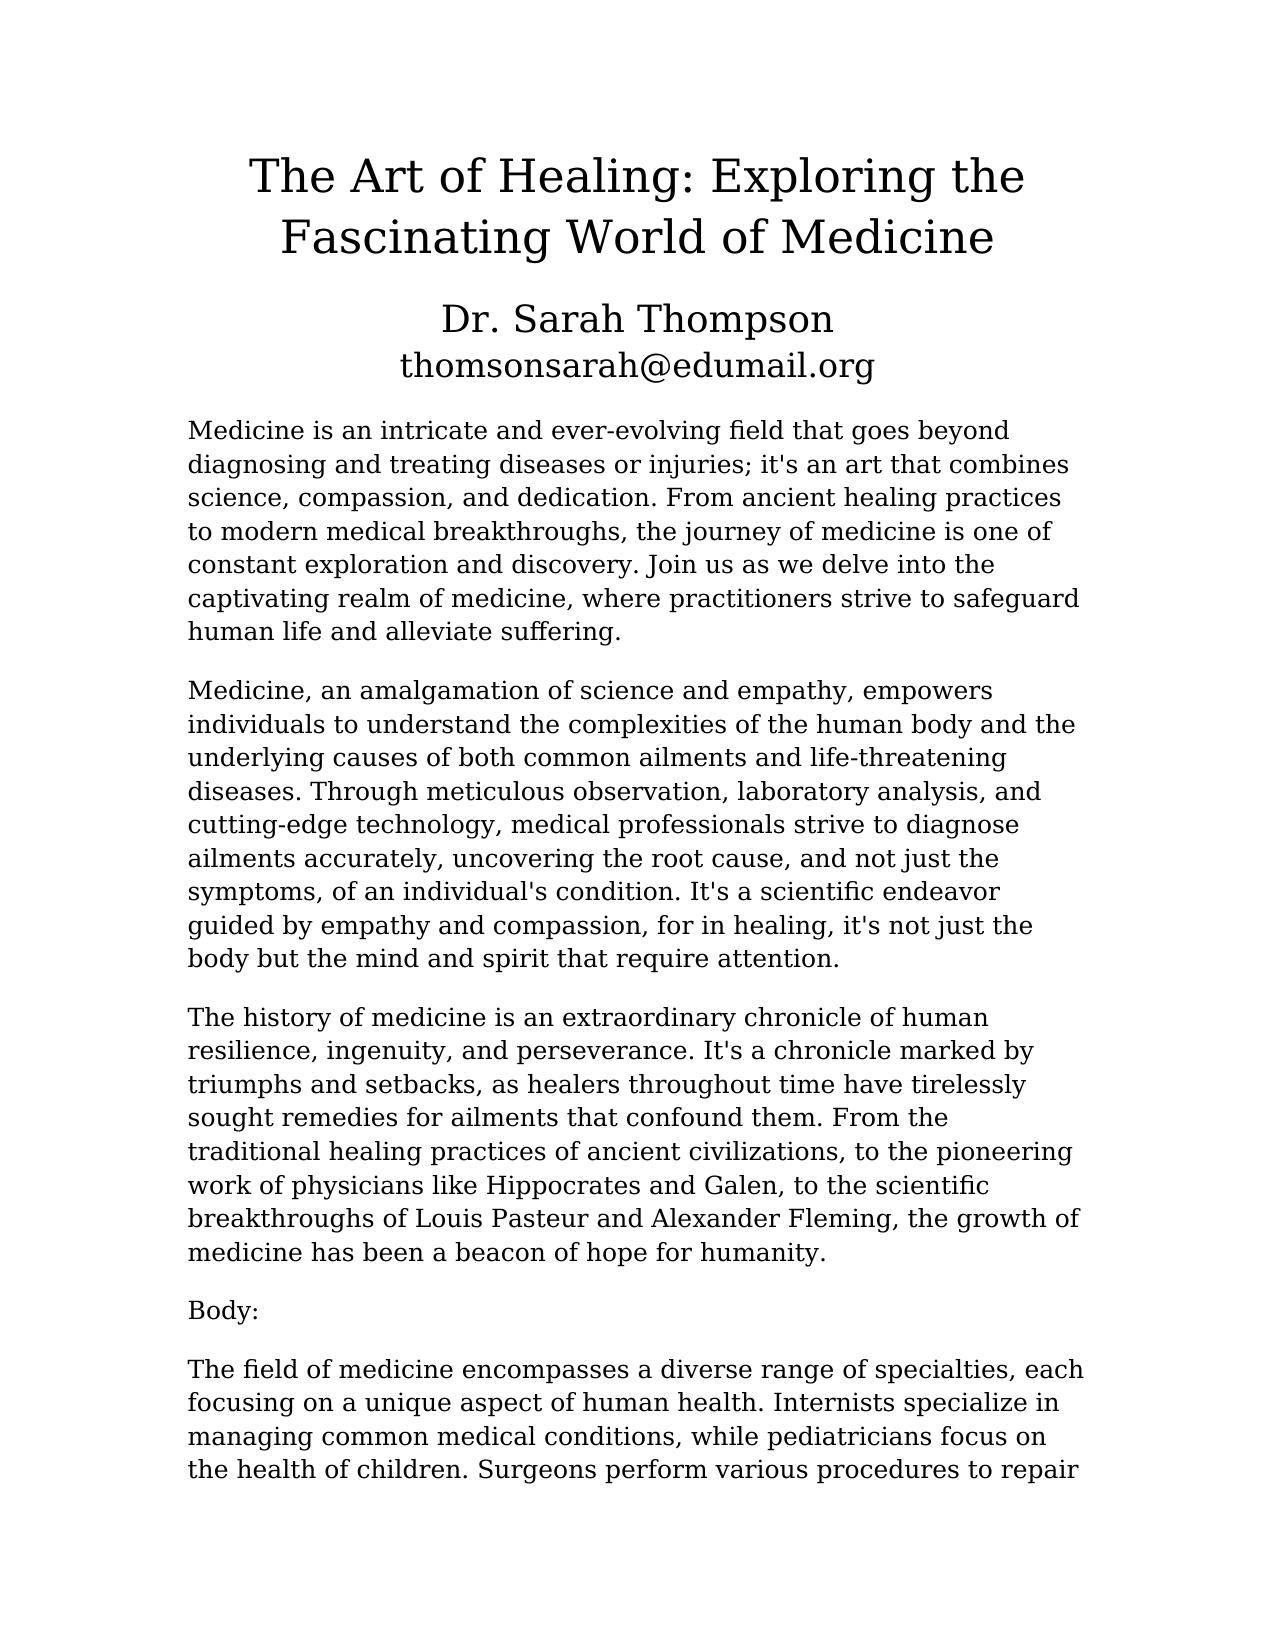 The Art of Healing: Exploring the
Fascinating World of Medicine
Dr. Sarah Thompson
thomsonsarah@edumail.org
Medicine is an intricate and ever-evolving field that goes beyond
diagnosing and treating diseases or injuries; it's an art that combines
science, compassion, and dedication. From ancient healing practices
to modern medical breakthroughs, the journey of medicine is one of
constant exploration and discovery. Join us as we delve into the
captivating realm of medicine, where practitioners strive to safeguard
human life and alleviate suffering.
Medicine, an amalgamation of science and empathy, empowers
individuals to understand the complexities of the human body and the
underlying causes of both common ailments and life-threatening
diseases. Through meticulous observation, laboratory analysis, and
cutting-edge technology, medical professionals strive to diagnose
ailments accurately, uncovering the root cause, and not just the
symptoms, of an individual's condition. It's a scientific endeavor
guided by empathy and compassion, for in healing, it's not just the
body but the mind and spirit that require attention.
The history of medicine is an extraordinary chronicle of human
resilience, ingenuity, and perseverance. It's a chronicle marked by
triumphs and setbacks, as healers throughout time have tirelessly
sought remedies for ailments that confound them. From the
traditional healing practices of ancient civilizations, to the pioneering
work of physicians like Hippocrates and Galen, to the scientific
breakthroughs of Louis Pasteur and Alexander Fleming, the growth of
medicine has been a beacon of hope for humanity.
Body:
The field of medicine encompasses a diverse range of specialties, each
focusing on a unique aspect of human health. Internists specialize in
managing common medical conditions, while pediatricians focus on
the health of children. Surgeons perform various procedures to repair